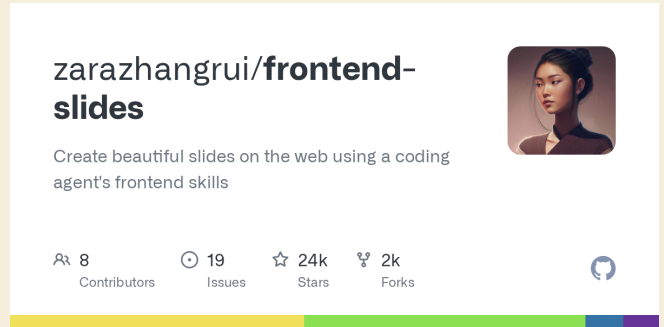 zarazhangrui/frontend-
slides
Create beautiful slides on the web using a coding
agent's frontend skills
8 19 24k 2k
Contributors Issues Stars Forks